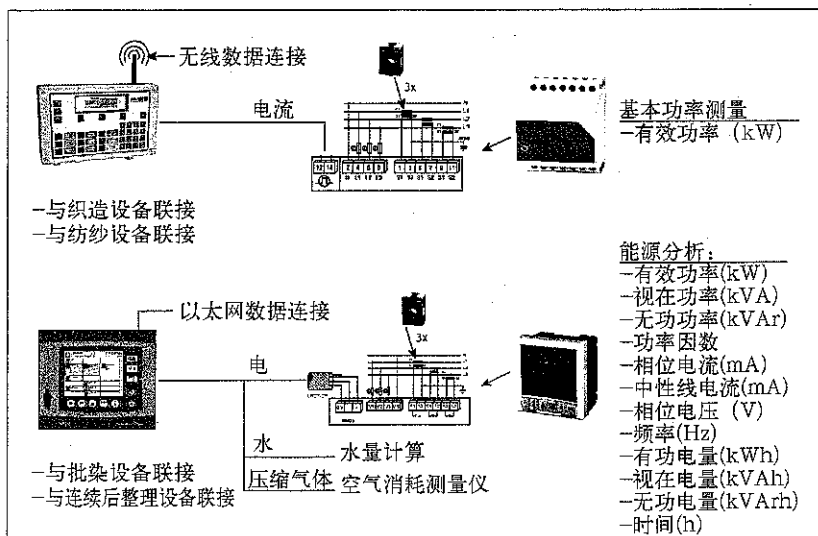 无线数据连接
3x
电流
基本功率测量
-有效功率 (kW)
-与织造设备联接
-与纺纱设备联接
以太网数据连接
3x
电
水
水量计算
压缩气体
空气消耗测量仪
-与批染设备联接
-与连续后整理设备联接
能源分析:
-有效功率(kW)
-视在功率(kVA)
-无功功率(kVAr)
-功率因数
-相位电流(mA)
-中性线电流(mA)
-相位电压 (V)
-频率(Hz)
-有功电量(kWh)
-视在电量(kVAh)
-无功电量(kVArh)
-时间(h)